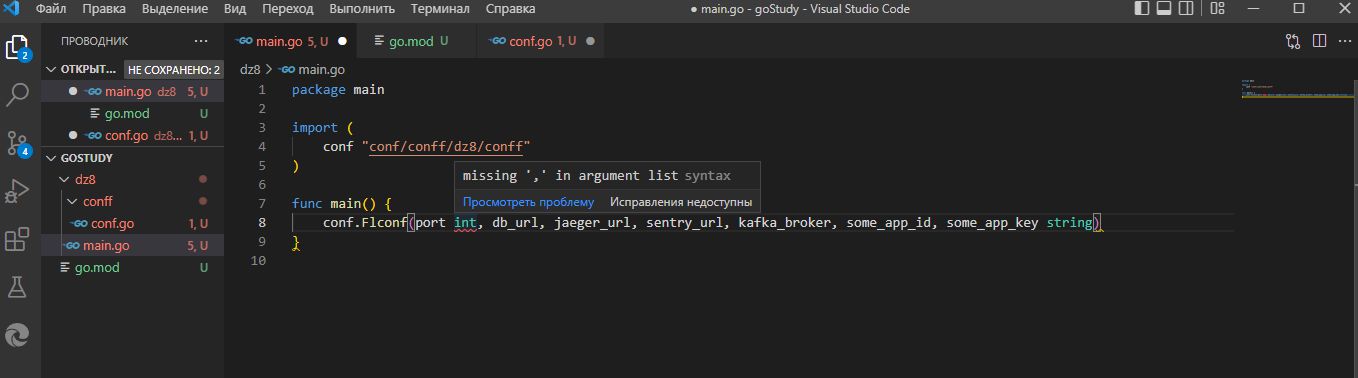 Файл Правка Выделение Вид Переход Выполнить Терминал Справка ● main.go - goStudy - Visual Studio Code
ПРОВОДНИК ···
ОТКРЫТ... НЕ СОХРАНЕНО: 2
main.go dz8 5, U
go.mod U
conf.go dz8... 1, U
GOSTUDY
dz8
conff
conf.go 1, U
main.go 5, U
go.mod U
2
4
main.go 5, U
go.mod U
conf.go 1, U
dz8 > main.go
1 package main
2
3 import (
4 conf "conf/conff/dz8/conff"
5 )
6
missing ',' in argument list syntax
Просмотреть проблему Исправления недоступны
7 func main() {
8 conf.Flconf(port int, db_url, jaeger_url, sentry_url, kafka_broker, some_app_id, some_app_key string)
9 }
10